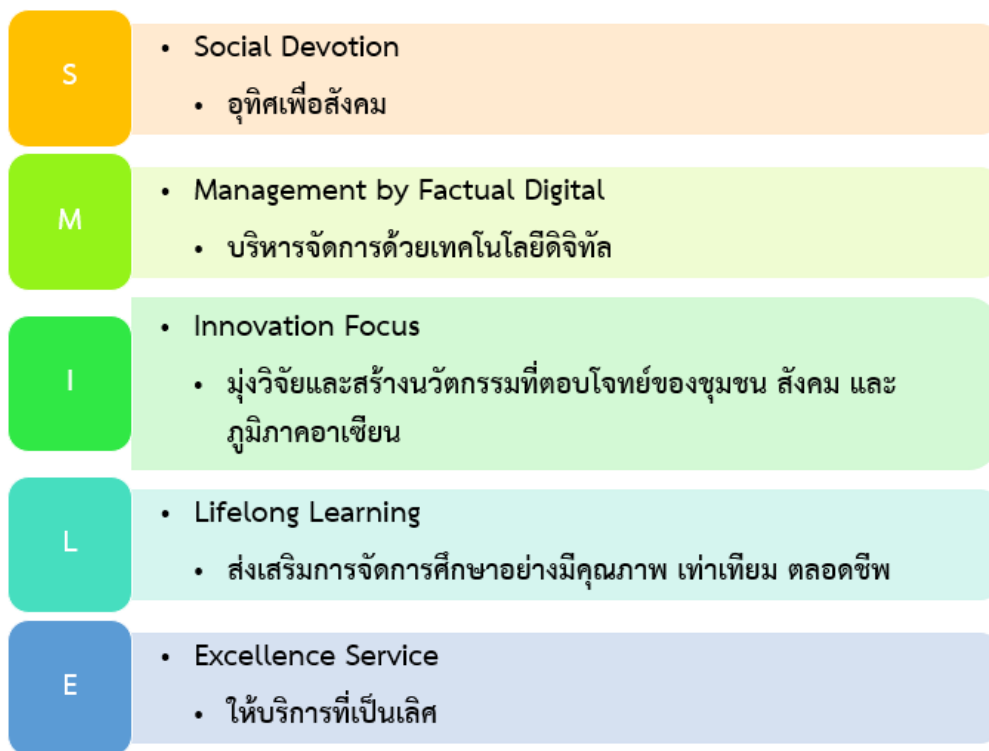 S
• Social Devotion
• อุทิศเพื่อสังคม
M
• Management by Factual Digital
• บริหารจัดการด้วยเทคโนโลยีดิจิทัล
I
• Innovation Focus
• มุ่งวิจัยและสร้างนวัตกรรมที่ตอบโจทย์ของชุมชน สังคม และ
ภูมิภาคอาเซียน
L
• Lifelong Learning
• ส่งเสริมการจัดการศึกษาอย่างมีคุณภาพ เท่าเทียม ตลอดชีพ
E
• Excellence Service
• ให้บริการที่เป็นเลิศ